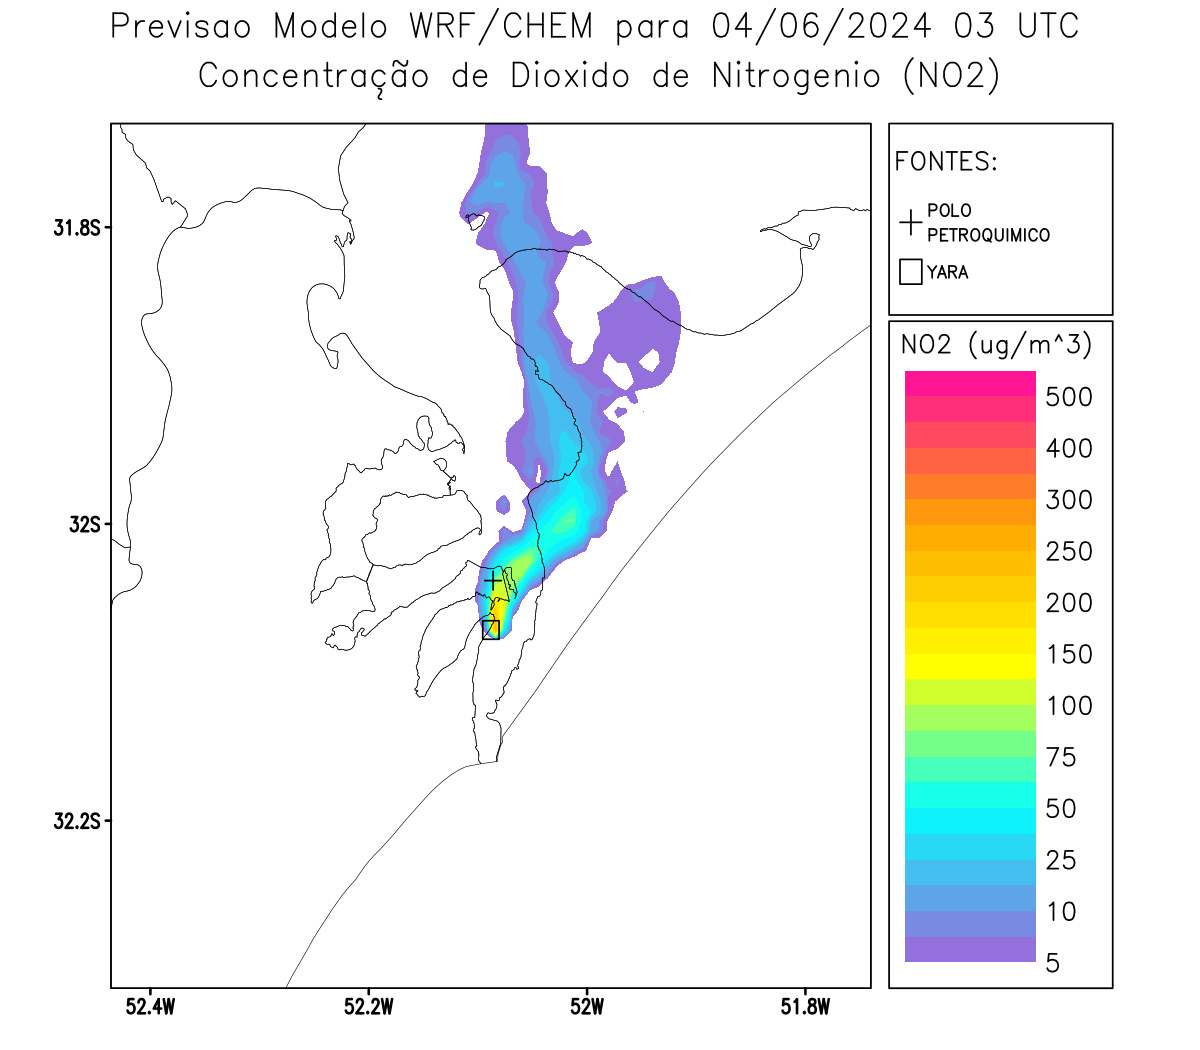 Previsao Modelo WRF/CHEM para 04/06/2024 03 UTC
Concentração de Dioxido de Nitrogenio (NO2)
FONTES:
POLO
PETROQUIMICO
YARA
NO2 (ug/m^3)
500
400
300
250
200
150
100
75
50
25
10
5
31.8S
32S
32.2S
52.4W
52.2W
52W
51.8W